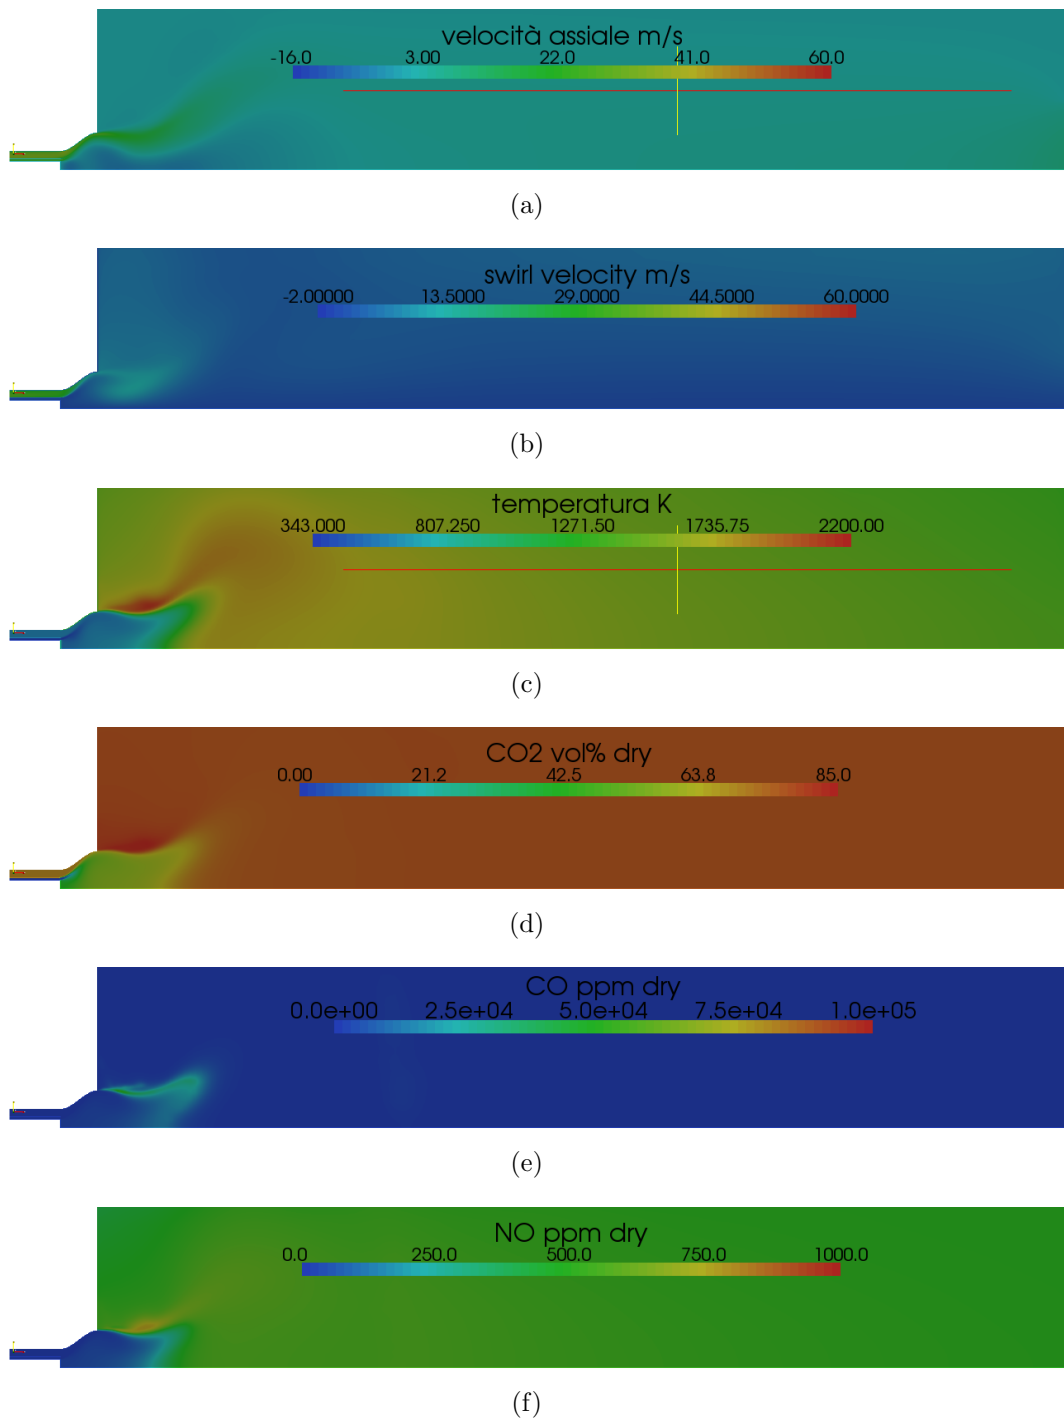 velocità assiale m/s
-16.0 3.00 22.0 41.0 60.0
(a)
swirl velocity m/s
-2.00000 13.5000 29.0000 44.5000 60.0000
(b)
temperatura K
343.000 807.250 1271.50 1735.75 2200.00
(c)
CO2 vol% dry
0.00 21.2 42.5 63.8 85.0
(d)
CO ppm dry
0.0e+00 2.5e+04 5.0e+04 7.5e+04 1.0e+05
(e)
NO ppm dry
0.0 250.0 500.0 750.0 1000.0
(f)